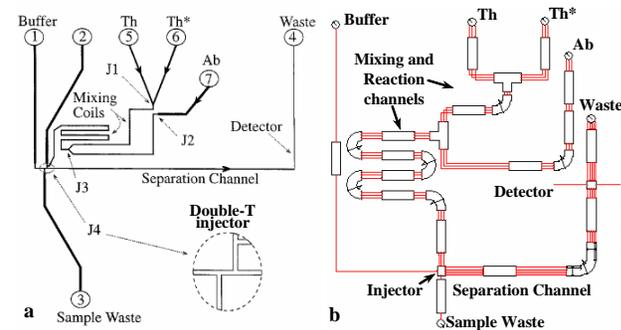 Buffer
1
2
Th
5
Th*
6
Ab
7
Waste
4
J1
Mixing
Coils
J2
Detector
J3
Separation Channel
J4
Double-T
injector
3
Sample Waste
a
Buffer
Th
Th*
Ab
Mixing and
Reaction
channels
Waste
Detector
Injector
Separation Channel
Sample Waste
b